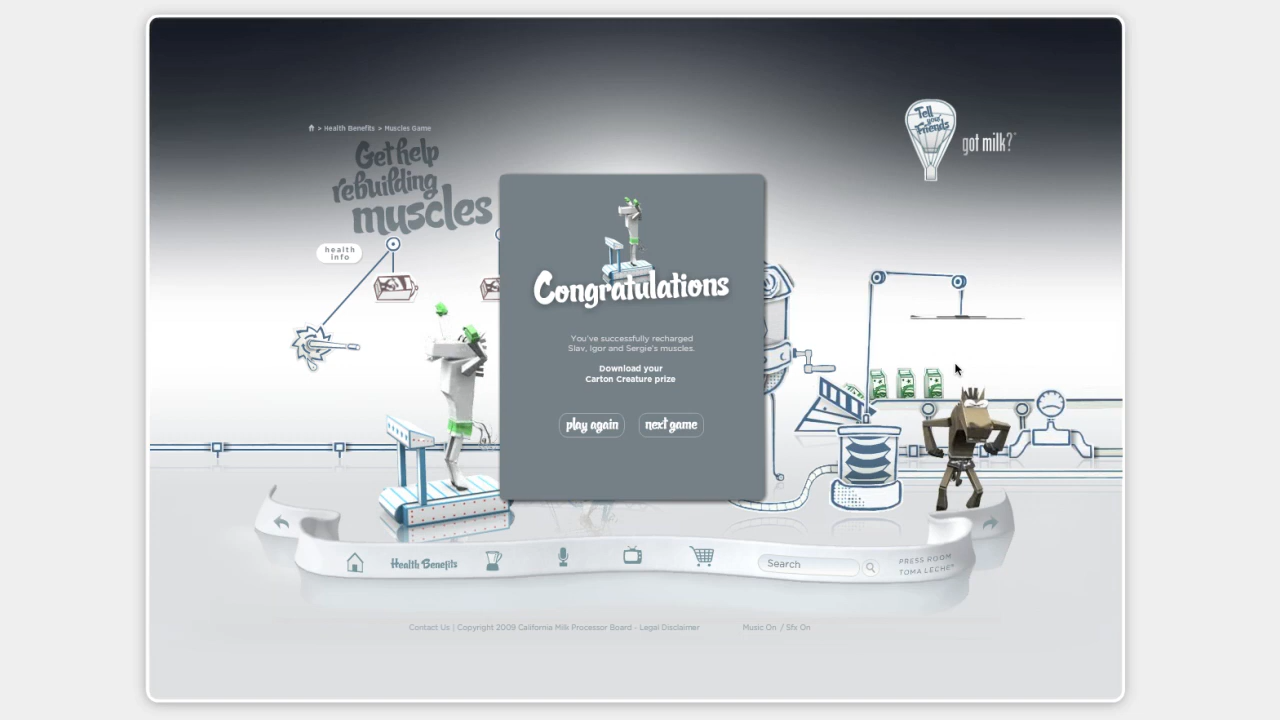 > Health Benefits > Muscles Game
Get help
rebuilding
muscles
health
info
Tell
your
Friends
got milk?
Congratulations
You've successfully recharged
Slav, Igor and Sergie's muscles.
Download your
Carton Creature prize
play again
next game
Health Benefits
Search
PRESS ROOM
TOMA LECHE
Contact Us | Copyright 2009 California Milk Processor Board - Legal Disclaimer
Music On / Sfx On